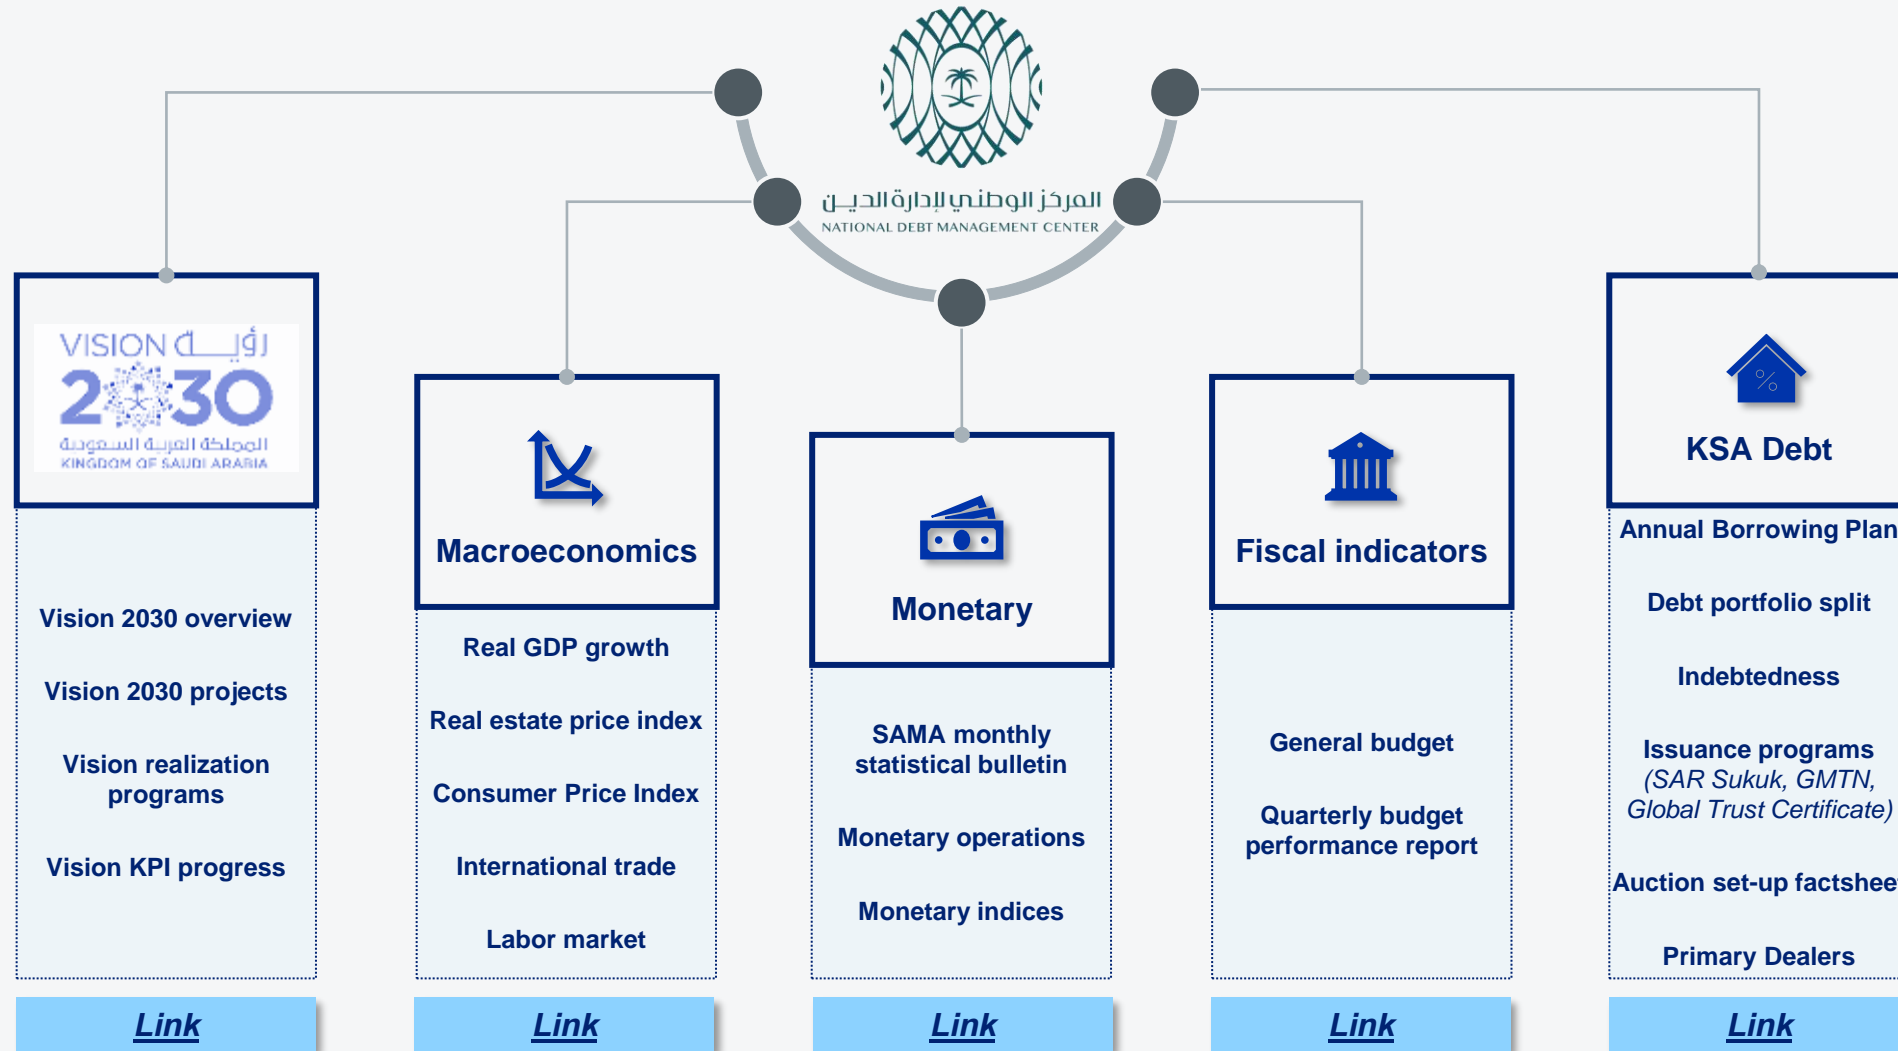 المركز الوطني لإدارة الدين
NATIONAL DEBT MANAGEMENT CENTER
VISION رؤية
2030
المملكة العربية السعودية
KINGDOM OF SAUDI ARABIA
Vision 2030 overview
Vision 2030 projects
Vision realization
programs
Vision KPI progress
Link
Macroeconomics
Real GDP growth
Real estate price index
Consumer Price Index
International trade
Labor market
Link
Monetary
SAMA monthly
statistical bulletin
Monetary operations
Monetary indices
Link
Fiscal indicators
General budget
Quarterly budget
performance report
Link
%
KSA Debt
Annual Borrowing Plan
Debt portfolio split
Indebtedness
Issuance programs
(SAR Sukuk, GMTN,
Global Trust Certificate)
Auction set-up factsheet
Primary Dealers
Link